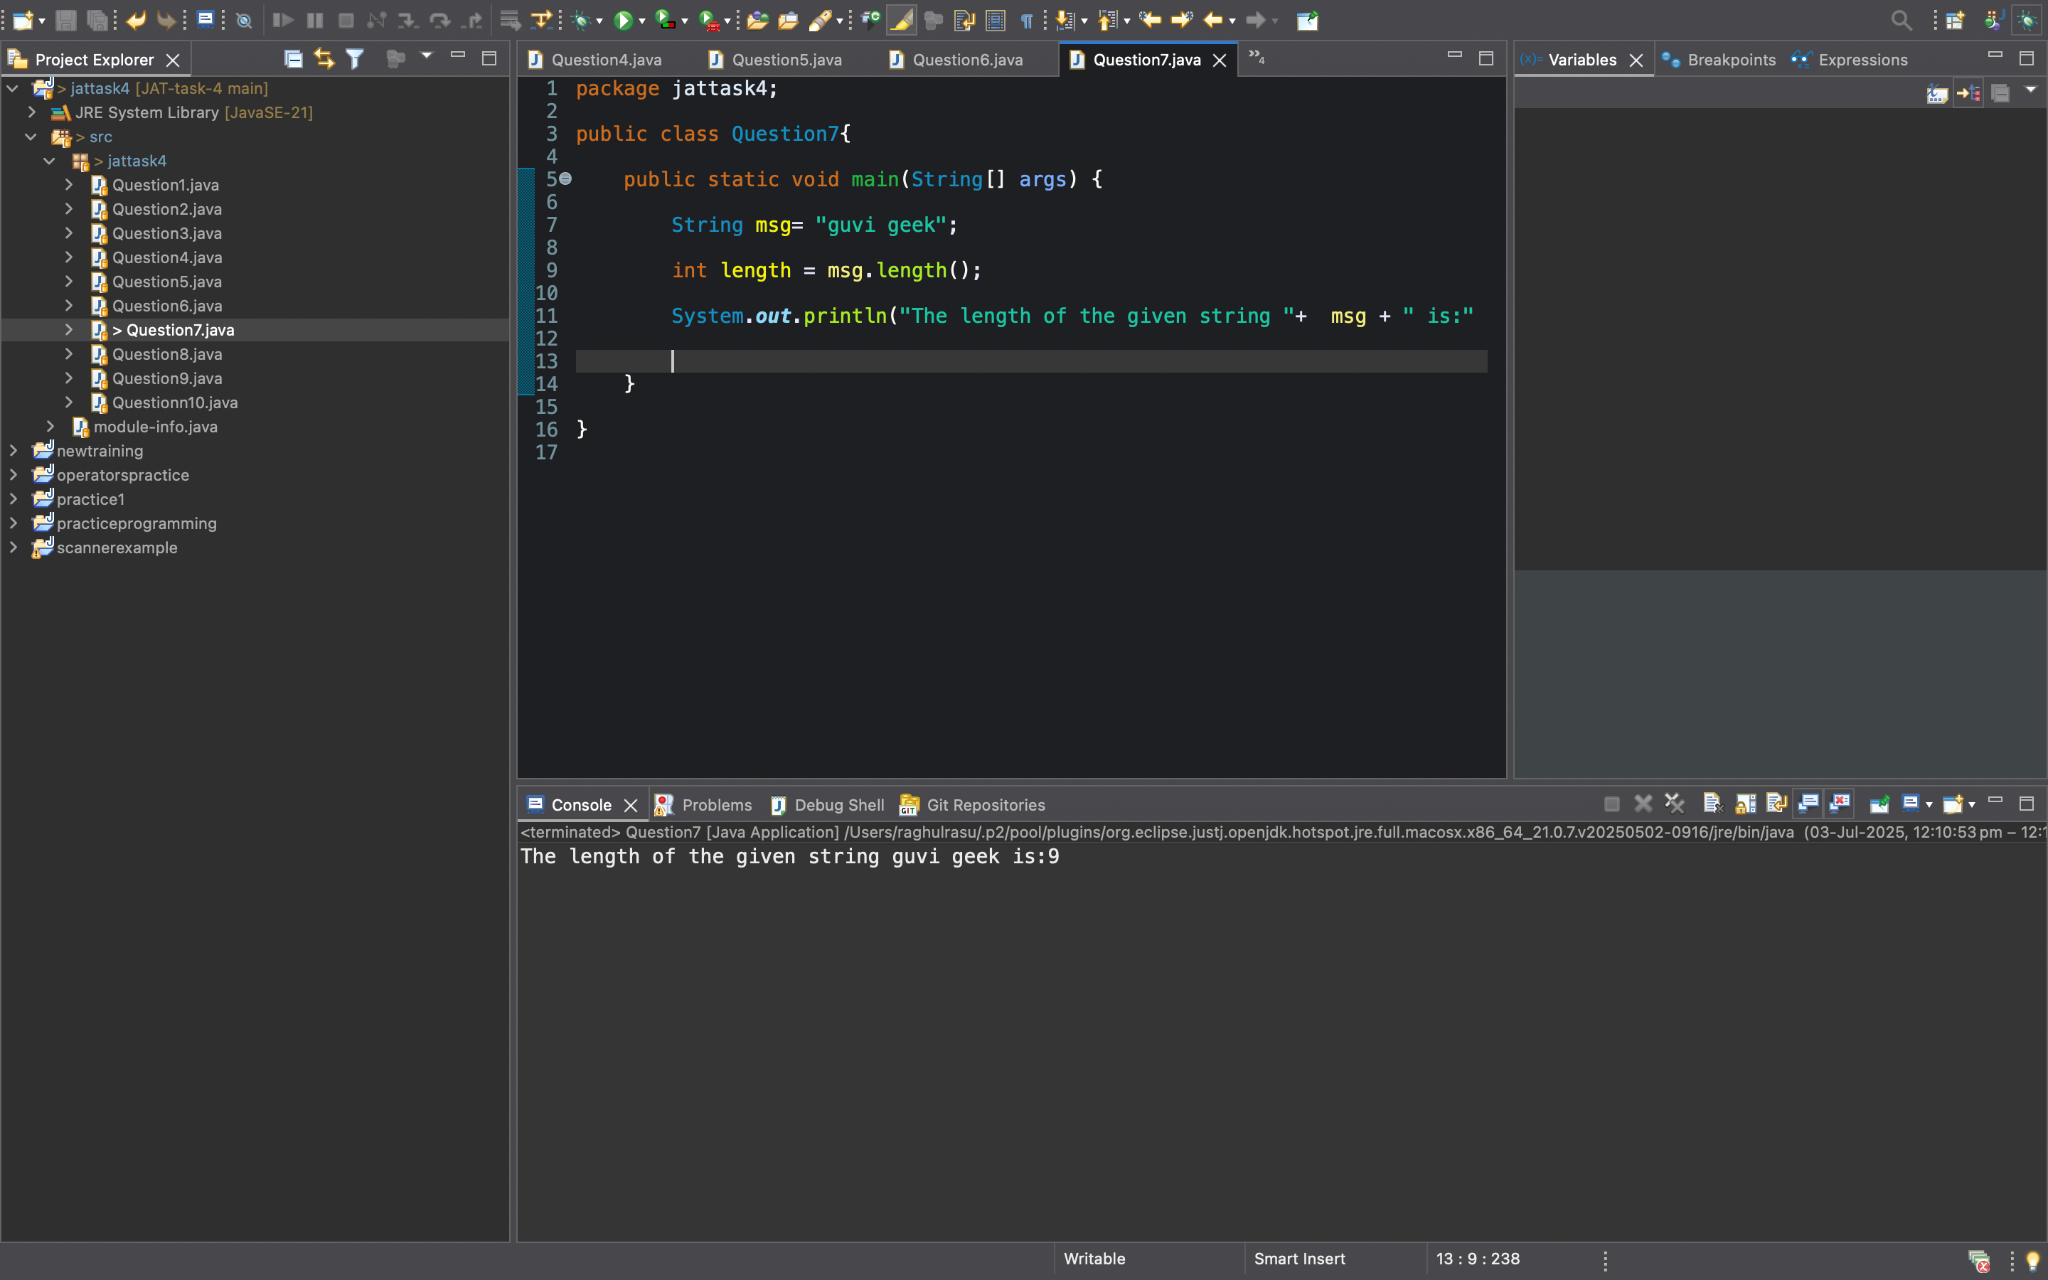 Project Explorer
> jattask4 [JAT-task-4 main]
JRE System Library [JavaSE-21]
> src
> jattask4
Question1.java
Question2.java
Question3.java
Question4.java
Question5.java
Question6.java
> Question7.java
Question8.java
Question9.java
Questionn10.java
module-info.java
newtraining
operatorspractice
practice1
practiceprogramming
scannerexample
Question4.java Question5.java Question6.java Question7.java »4
1 package jattask4;
2
3 public class Question7{
4
5 public static void main(String[] args) {
6
7 String msg= "guvi geek";
8
9 int length = msg.length();
10
11 System.out.println("The length of the given string "+  msg + " is:"
12
13
14 }
15
16 }
17
(x)= Variables Breakpoints Expressions
Console Problems Debug Shell Git Repositories
<terminated> Question7 [Java Application] /Users/raghulrasu/.p2/pool/plugins/org.eclipse.justj.openjdk.hotspot.jre.full.macosx.x86_64_21.0.7.v20250502-0916/jre/bin/java (03-Jul-2025, 12:10:53 pm – 12:1
The length of the given string guvi geek is:9
Writable Smart Insert 13 : 9 : 238